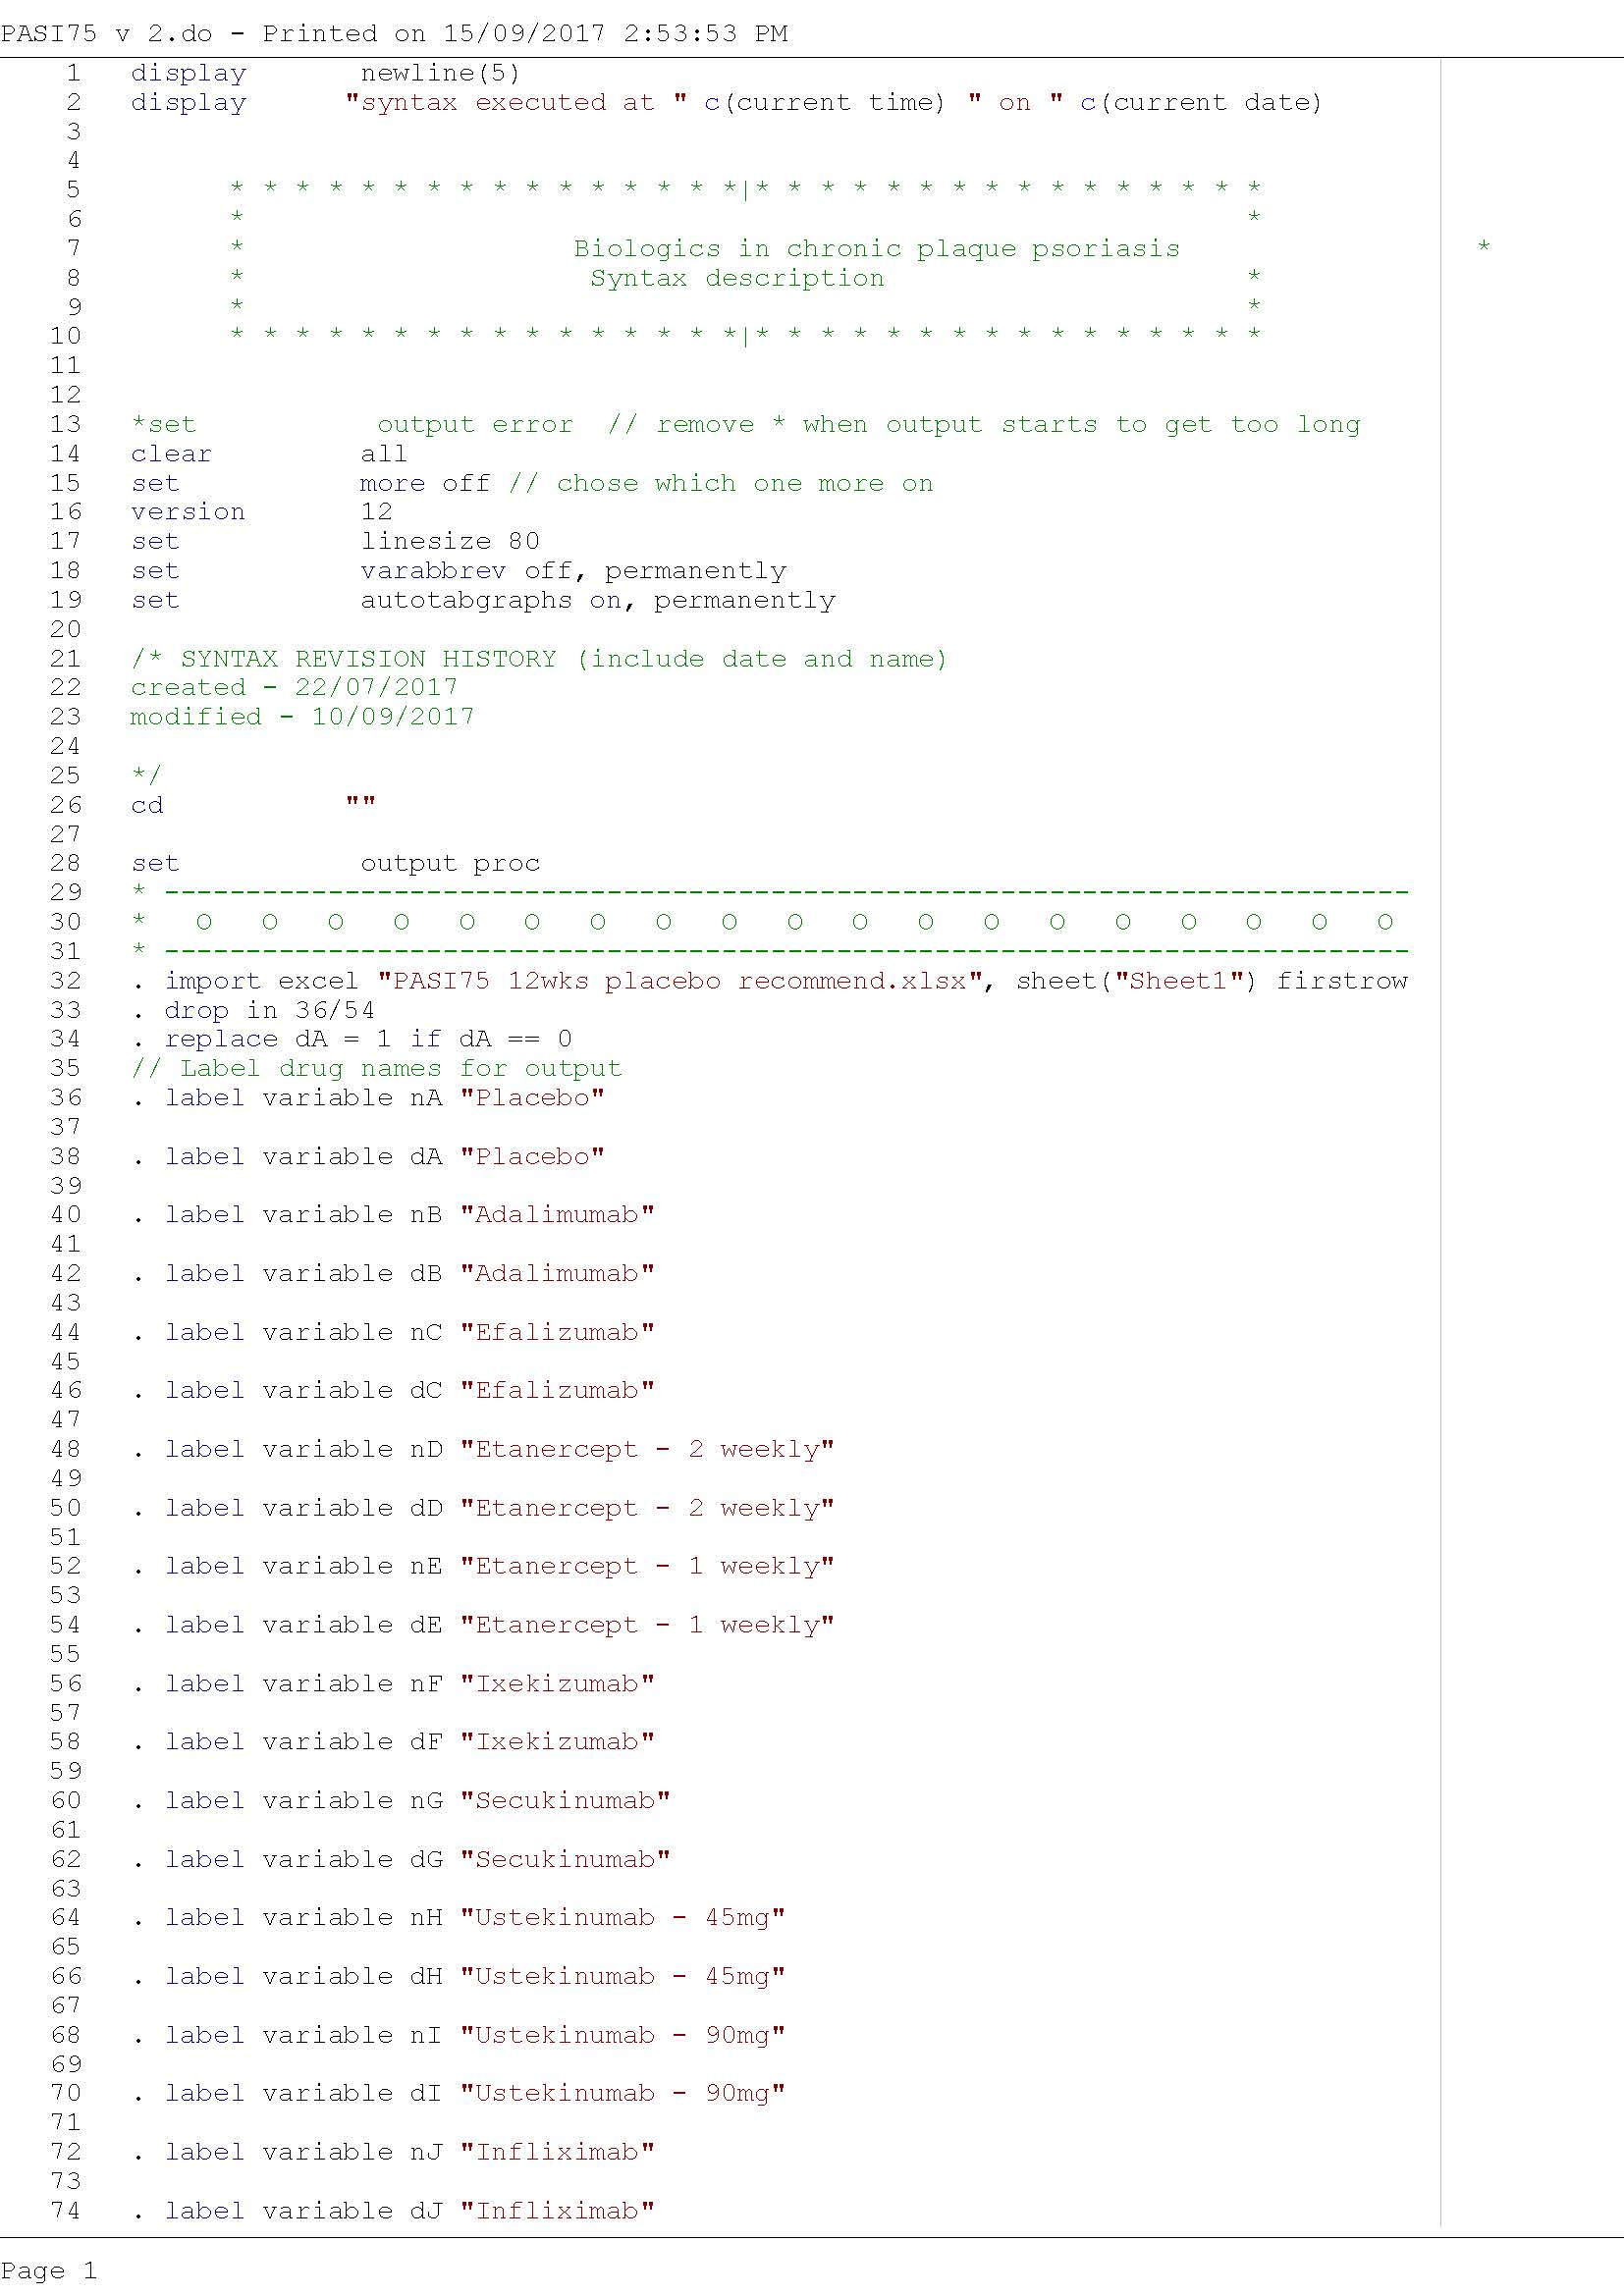 PASI75 v 2.do - Printed on 15/09/2017 2:53:53 PM
1 display newline(5)
2 display "syntax executed at " c(current time) " on " c(current date)
3
4
5 * * * * * * * * * * * * * * * *|* * * * * * * * * * * * * * * *
6 * *
7 * Biologics in chronic plaque psoriasis *
8 * Syntax description *
9 * *
10 * * * * * * * * * * * * * * * *|* * * * * * * * * * * * * * * *
11
12
13 *set output error // remove * when output starts to get too long
14 clear all
15 set more off // chose which one more on
16 version 12
17 set linesize 80
18 set varabbrev off, permanently
19 set autotabgraphs on, permanently
20
21 /* SYNTAX REVISION HISTORY (include date and name)
22 created - 22/07/2017
23 modified - 10/09/2017
24
25 */
26 cd ""
27
28 set output proc
29 * ----------------------------------------------------------------------------
30 * O O O O O O O O O O O O O O O O O O O
31 * ----------------------------------------------------------------------------
32 . import excel "PASI75 12wks placebo recommend.xlsx", sheet("Sheet1") firstrow
33 . drop in 36/54
34 . replace dA = 1 if dA == 0
35 // Label drug names for output
36 . label variable nA "Placebo"
37
38 . label variable dA "Placebo"
39
40 . label variable nB "Adalimumab"
41
42 . label variable dB "Adalimumab"
43
44 . label variable nC "Efalizumab"
45
46 . label variable dC "Efalizumab"
47
48 . label variable nD "Etanercept - 2 weekly"
49
50 . label variable dD "Etanercept - 2 weekly"
51
52 . label variable nE "Etanercept - 1 weekly"
53
54 . label variable dE "Etanercept - 1 weekly"
55
56 . label variable nF "Ixekizumab"
57
58 . label variable dF "Ixekizumab"
59
60 . label variable nG "Secukinumab"
61
62 . label variable dG "Secukinumab"
63
64 . label variable nH "Ustekinumab - 45mg"
65
66 . label variable dH "Ustekinumab - 45mg"
67
68 . label variable nI "Ustekinumab - 90mg"
69
70 . label variable dI "Ustekinumab - 90mg"
71
72 . label variable nJ "Infliximab"
73
74 . label variable dJ "Infliximab"
Page 1